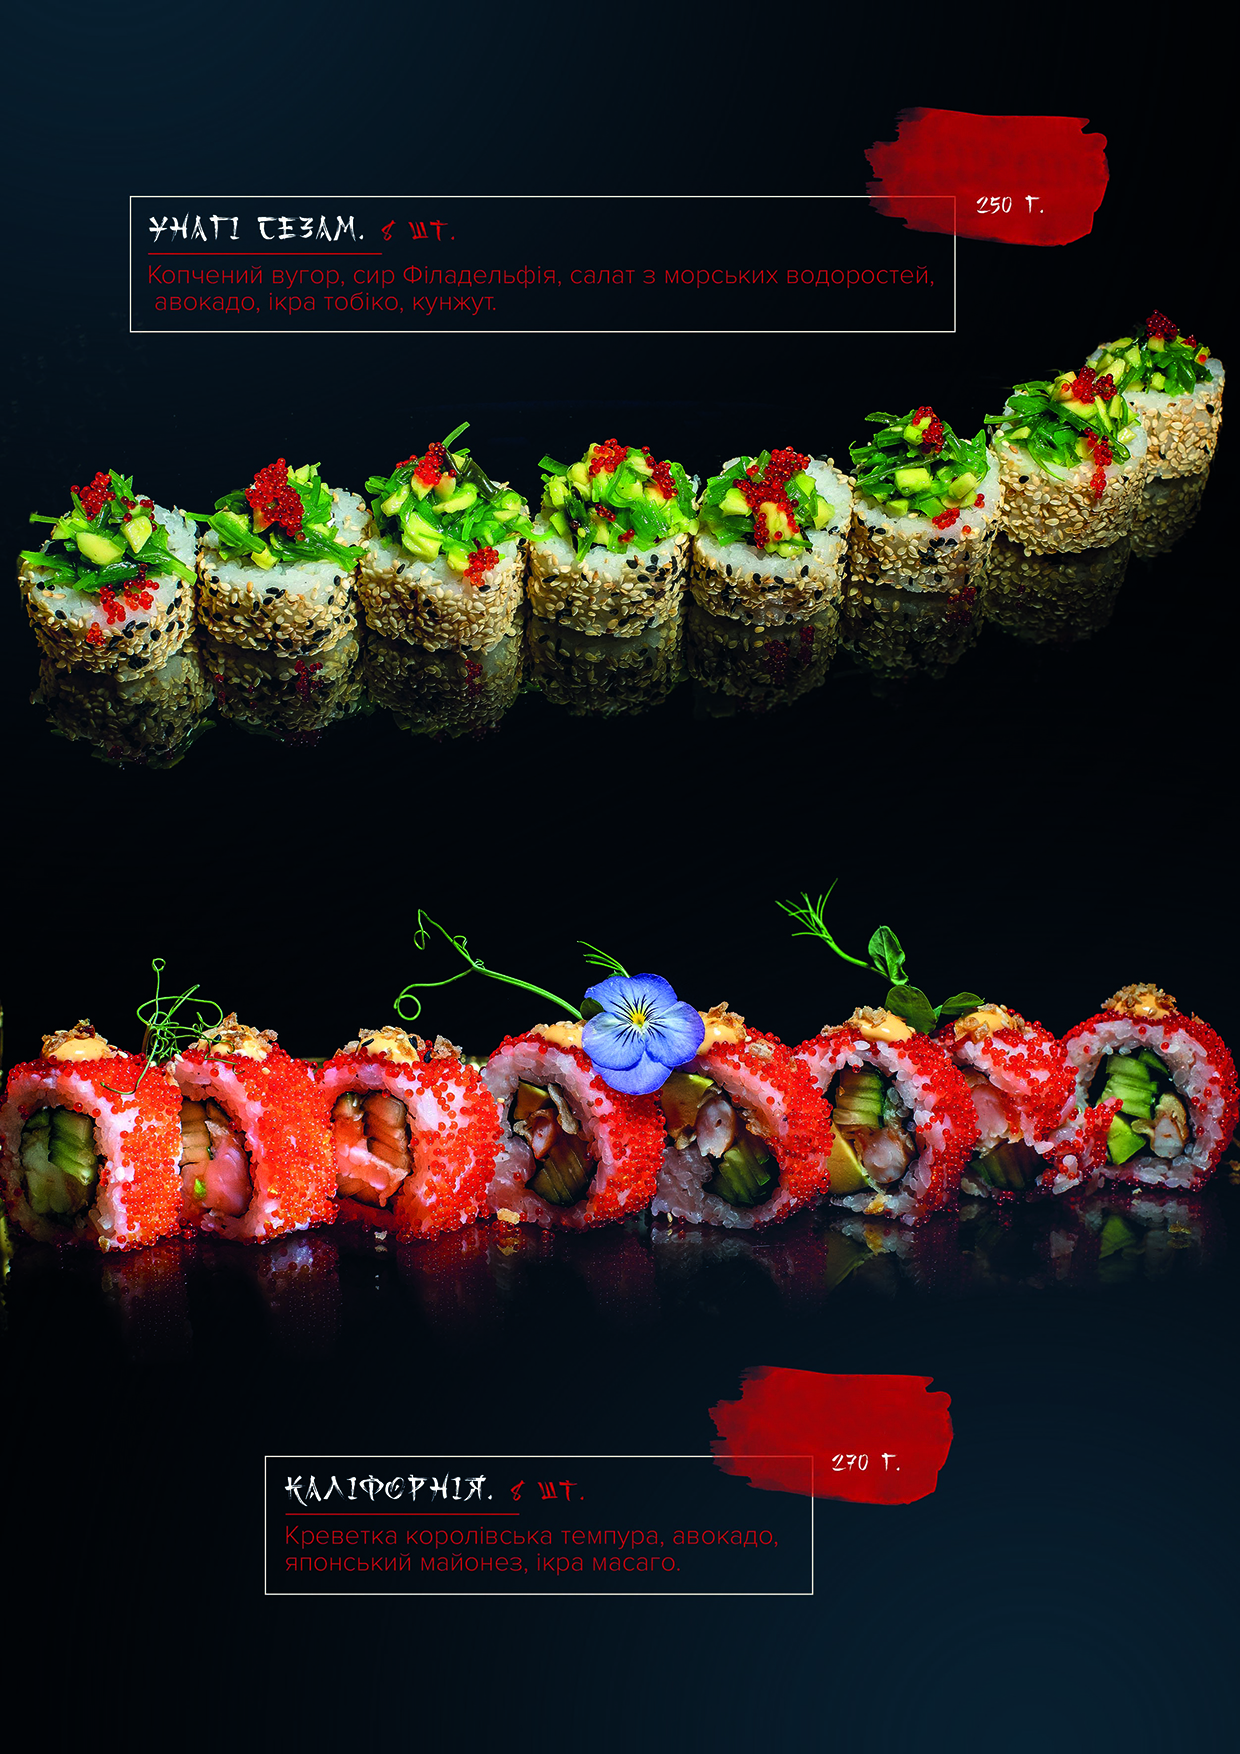 250 г.
Унагі Сезам. 8 шт.
Копчений вугор, сир Філадельфія, салат з морських водоростей,
авокадо, ікра тобіко, кунжут.
270 г.
Каліфорнія. 8 шт.
Креветка королівська темпура, авокадо,
японський майонез, ікра масаго.